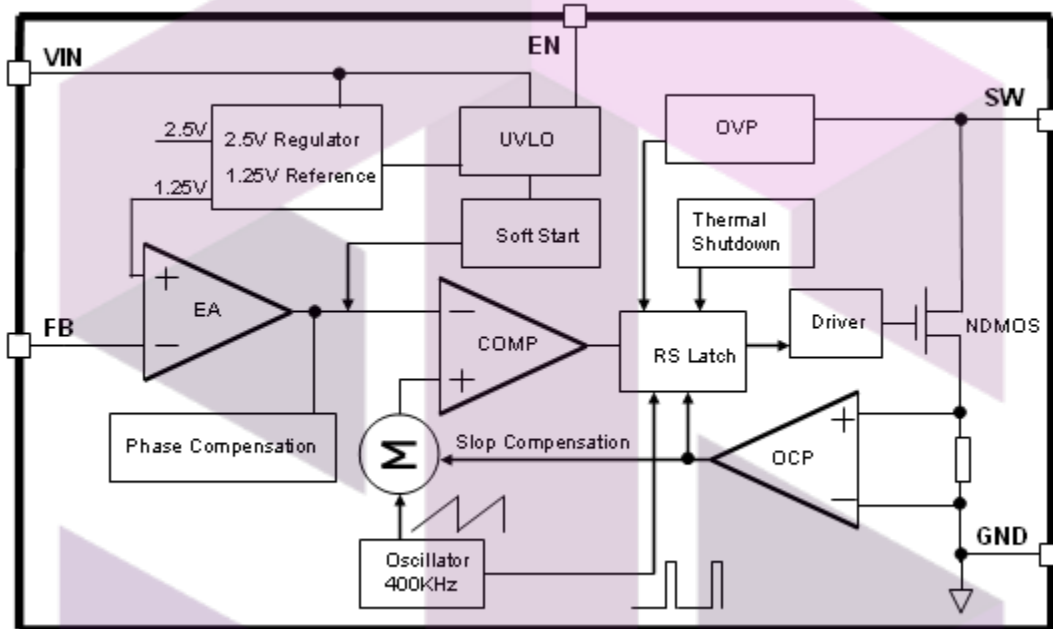 EN
VIN
SW
2.5V
2.5V Regulator
1.25V Reference
1.25V
UVLO
OVP
Soft Start
Thermal
Shutdown
+
EA
−
FB
−
COMP
+
RS Latch
Driver
NDMOS
Phase Compensation
Σ
Slop Compensation
+
OCP
−
GND
Oscillator
400KHz